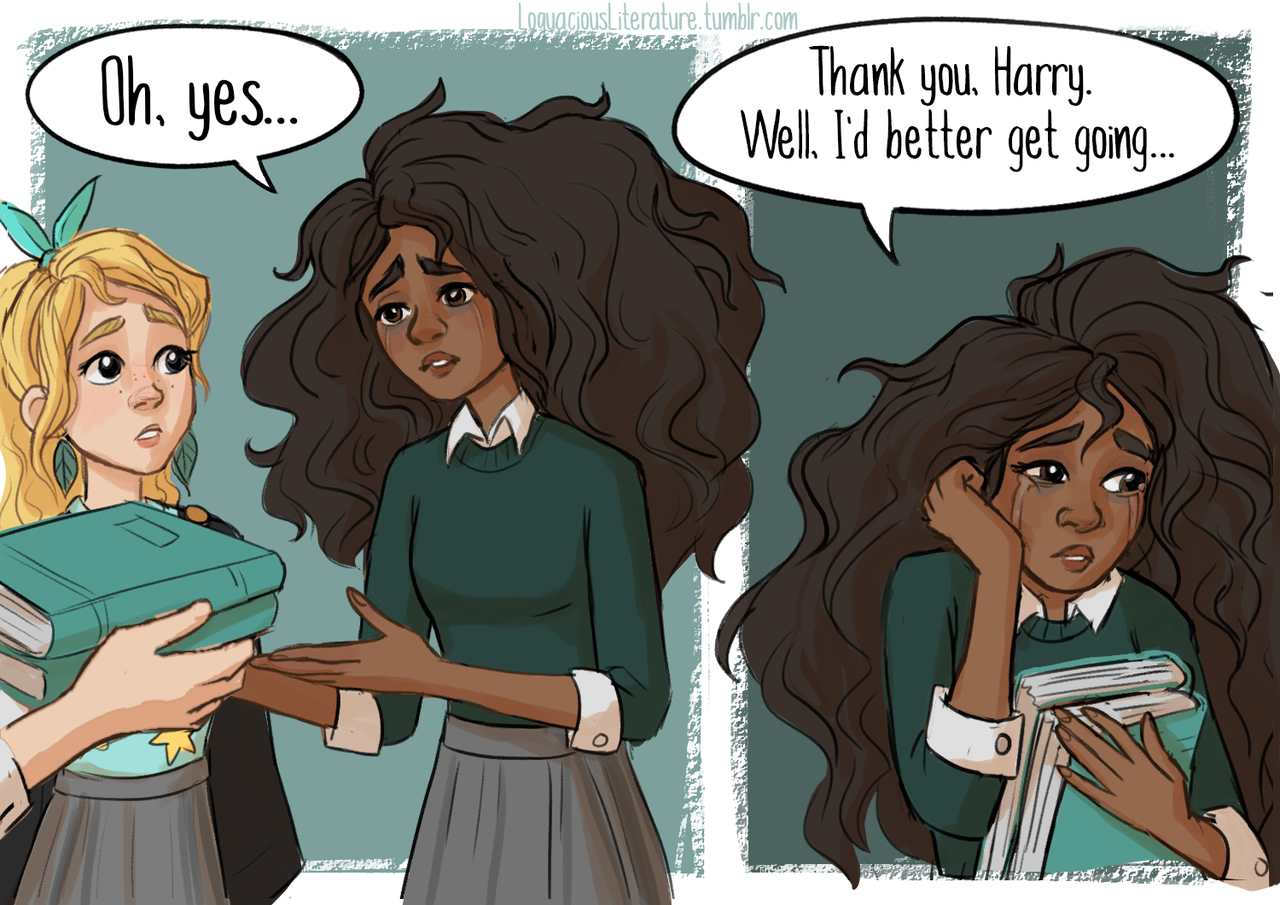 LoquaciousLiterature.tumblr.com
Oh, yes...
Thank you, Harry.
Well, I'd better get going...